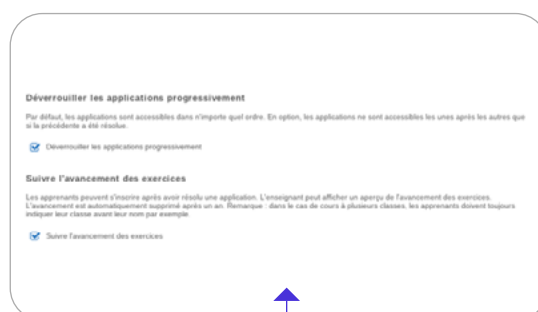 Déverrouiller les applications progressivement
Par défaut, les applications sont accessibles dans n'importe quel ordre. En option, les applications ne sont accessibles les unes après les autres que
si la précédente a été résolue.
Déverrouiller les applications progressivement
Suivre l'avancement des exercices
Les apprenants peuvent s'inscrire après avoir résolu une application. L'enseignant peut afficher un aperçu de l'avancement des exercices.
L'avancement est automatiquement supprimé après un an. Remarque : dans le cas de cours à plusieurs classes, les apprenants doivent toujours
indiquer leur classe avant leur nom par exemple
Suivre l'avancement des exercices